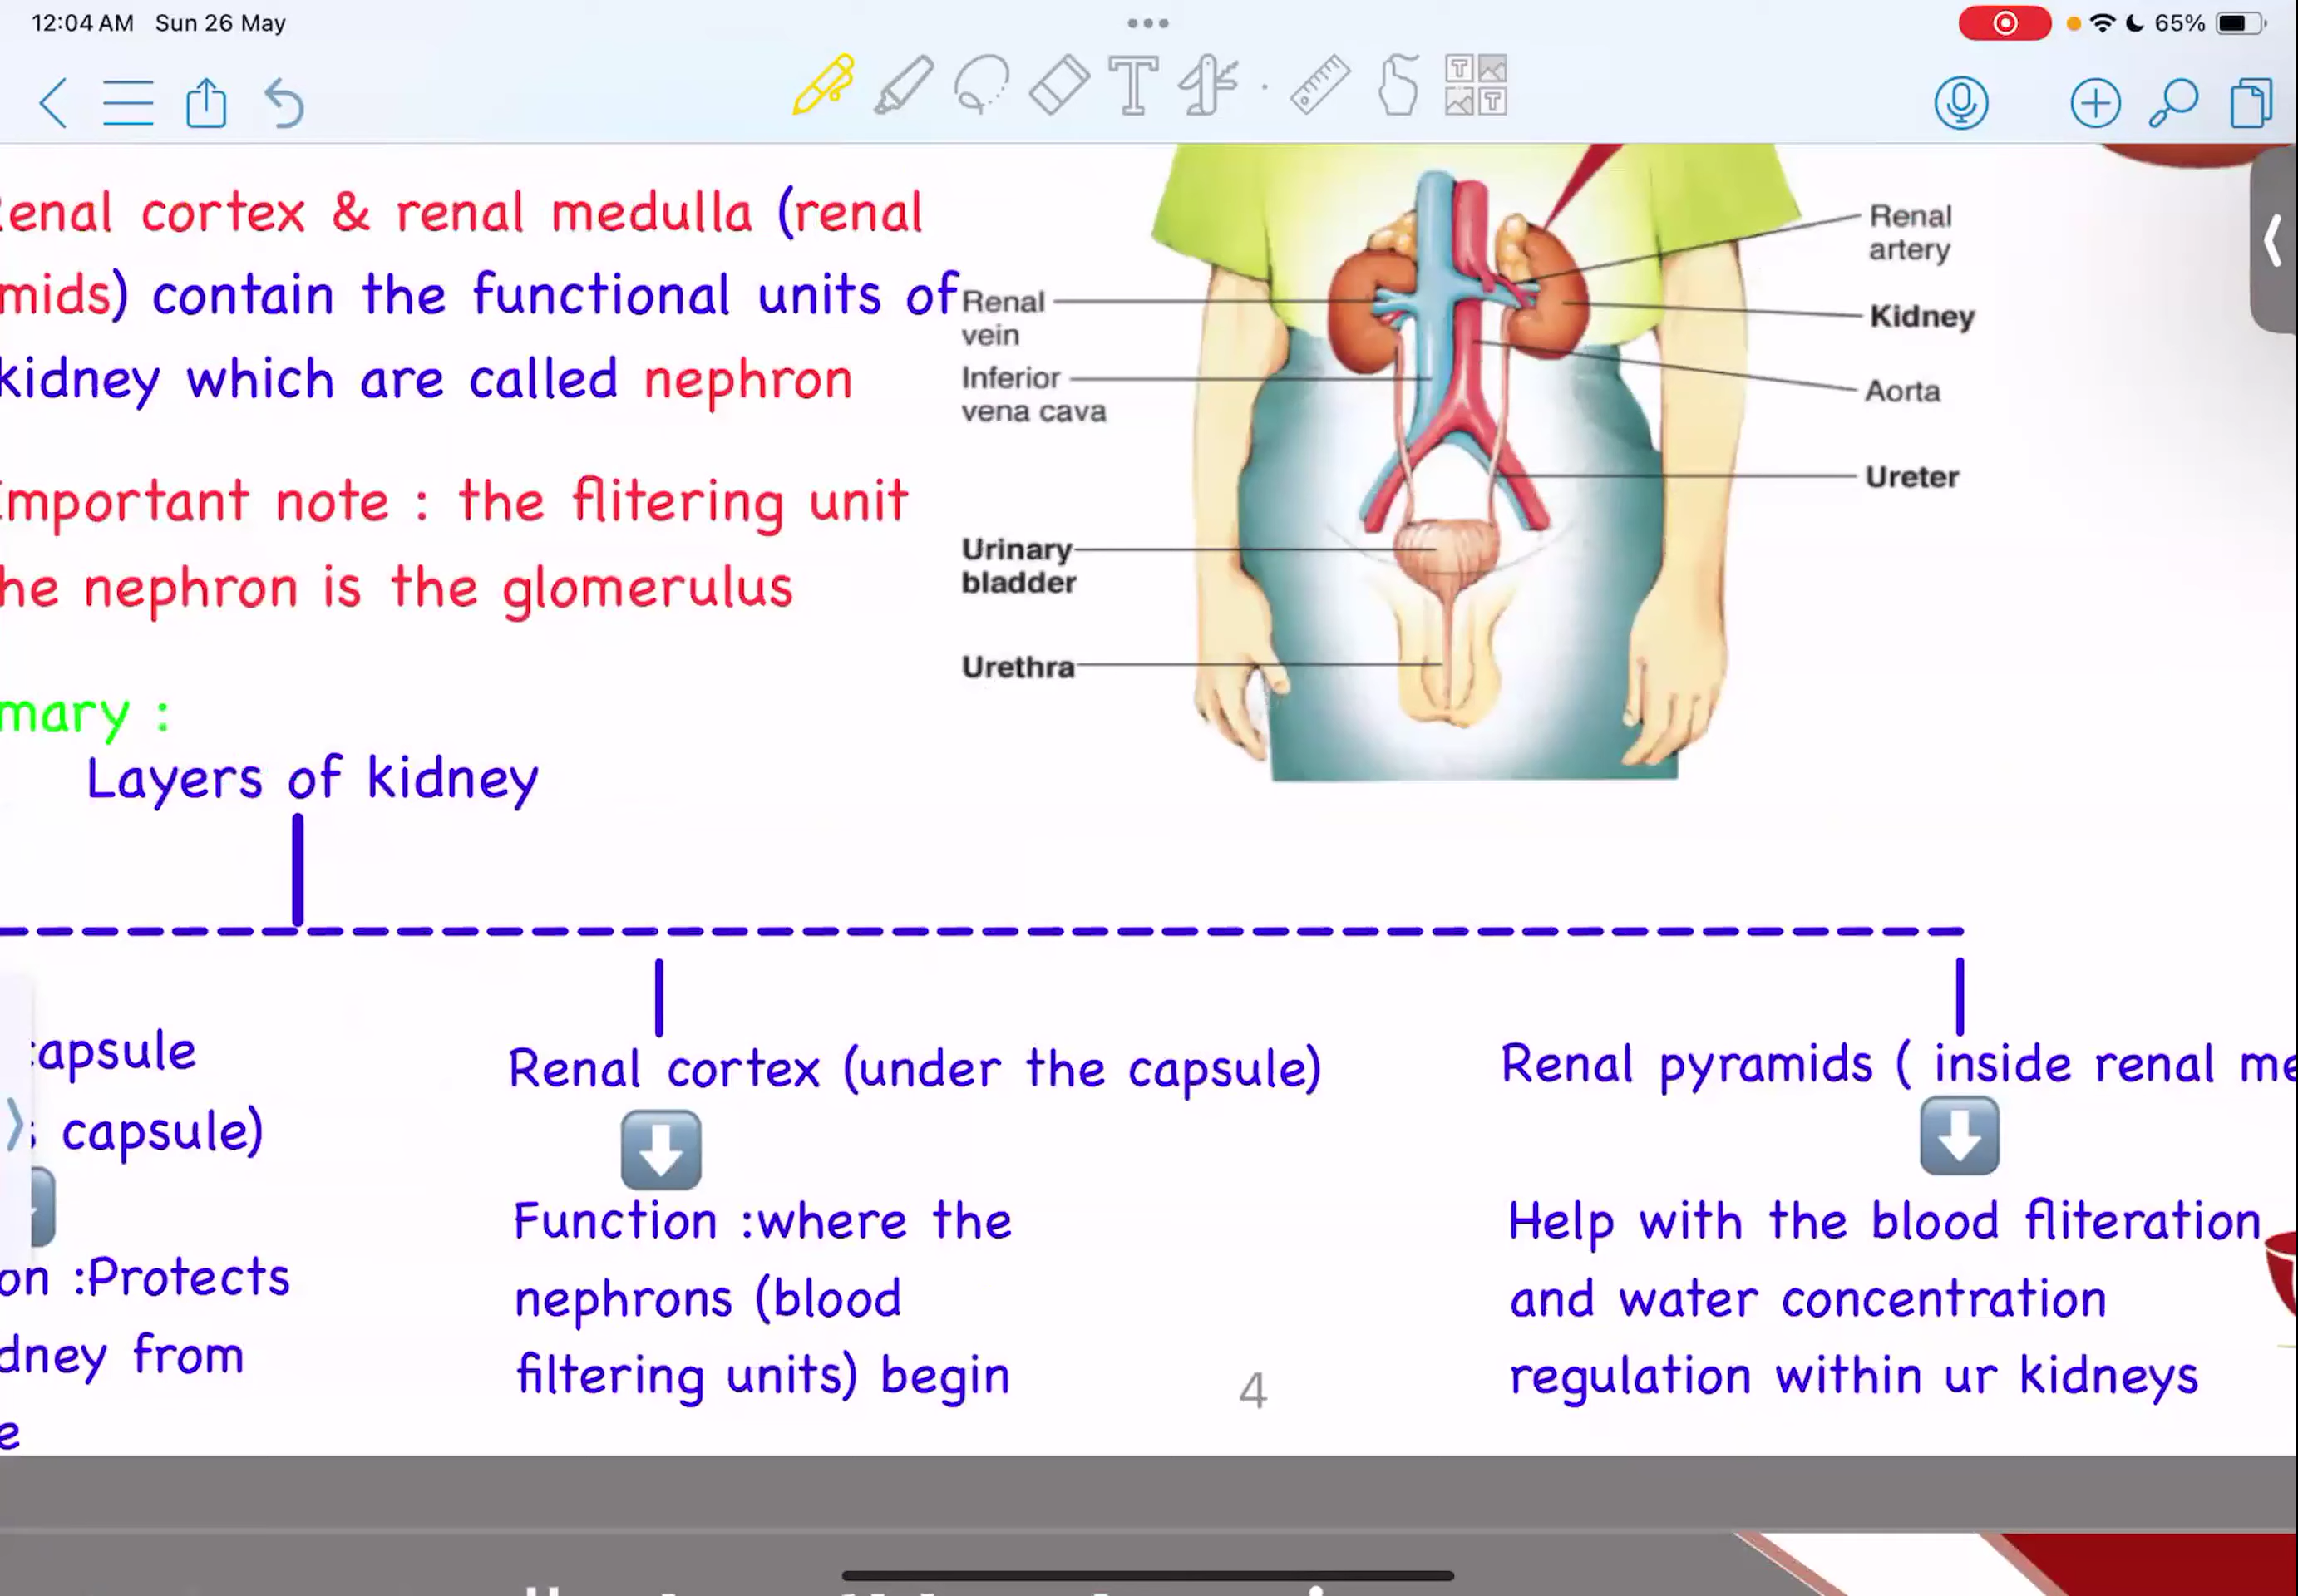 12:04 AM Sun 26 May
65%
enal cortex & renal medulla (renal
mids) contain the functional units of
kidney which are called nephron
Important note : the flitering unit
he nephron is the glomerulus
mary :
Layers of kidney
Renal
vein
Inferior
vena cava
Urinary
bladder
Urethra
Renal
artery
Kidney
Aorta
Ureter
capsule
s capsule)
on :Protects
dney from
e
Renal cortex (under the capsule)
Function :where the
nephrons (blood
filtering units) begin
Renal pyramids ( inside renal me
Help with the blood fliteration
and water concentration
regulation within ur kidneys
4